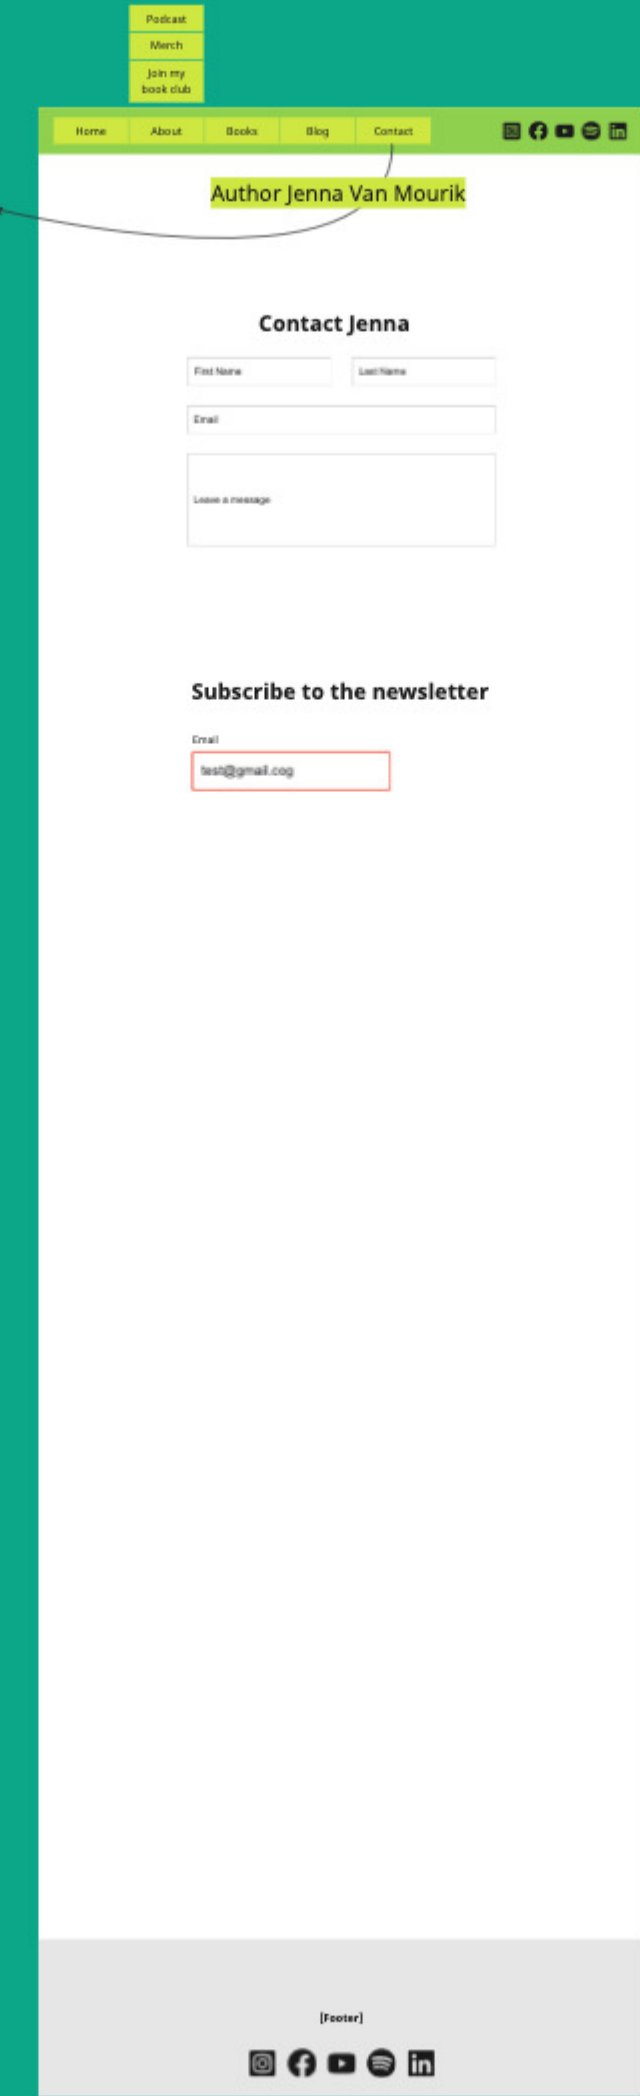 Podcast
Merch
Join my
book club
Home About Books Blog Contact
Author Jenna Van Mourik
Contact Jenna
First Name Last Name
Email
Leave a message
Subscribe to the newsletter
Email
test@gmail.cog
[Footer]